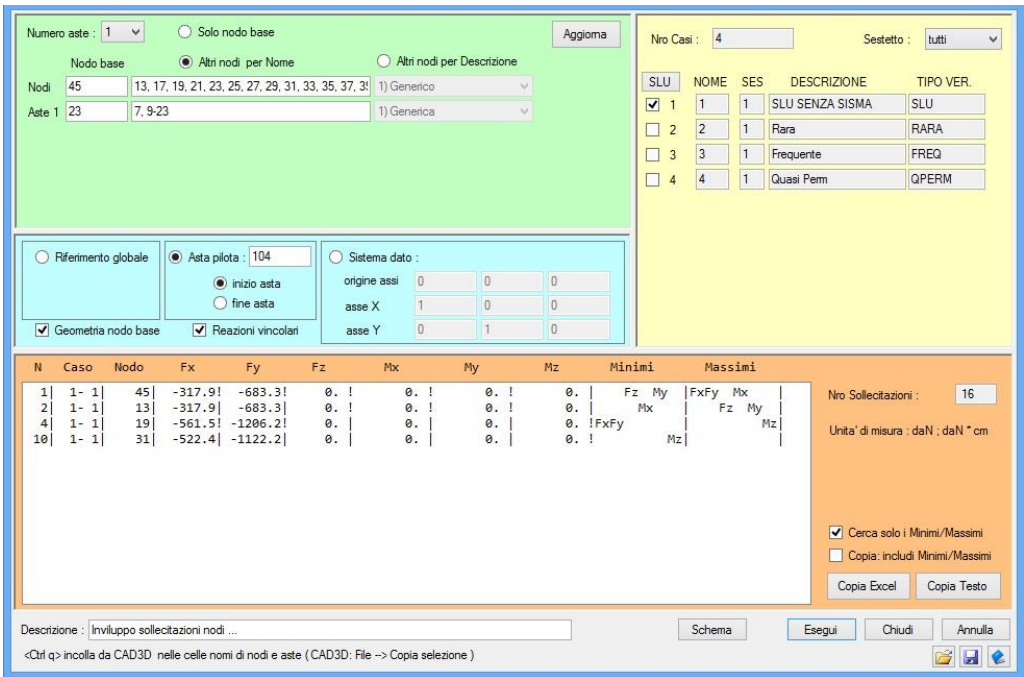 Numero aste : 1 Solo nodo base Aggiorna
Nodo base Altri nodi per Nome Altri nodi per Descrizione
Nodi 45 13, 17, 19, 21, 23, 25, 27, 29, 31, 33, 35, 37, 1) Generico
Aste 1 23 7, 9-23 1) Generica
Nro Casi : 4 Sestetto : tutti
SLU NOME SES DESCRIZIONE TIPO VER.
1 1 1 SLU SENZA SISMA SLU
2 2 1 Rara RARA
3 3 1 Frequente FREQ
4 4 1 Quasi Perm QPERM
Riferimento globale Asta pilota : 104 Sistema dato :
inizio asta origine assi 0 0 0
fine asta asse X 1 0 0
Geometria nodo base Reazioni vincolari asse Y 0 1 0
N Caso Nodo Fx Fy Fz Mx My Mz Minimi Massimi
1| 1- 1| 45| -317.9! -683.3! 0. ! 0. ! 0. ! 0. | Fz My |FxFy Mx |
2| 1- 1| 13| -317.9| -683.3| 0. | 0. | 0. | 0. | Mx | Fz My |
4| 1- 1| 19| -561.5! -1206.2! 0. | 0. | 0. | 0. !FxFy | Mz|
10| 1- 1| 31| -522.4| -1122.2| 0. | 0. | 0. | 0. ! Mz| |
Nro Sollecitazioni : 16
Unita' di misura : daN ; daN * cm
Cerca solo i Minimi/Massimi
Copia: includi Minimi/Massimi
Copia Excel Copia Testo
Descrizione : Inviluppo sollecitazioni nodi ... Schema Esegui Chiudi Annulla
<Ctrl q> incolla da CAD3D nelle celle nomi di nodi e aste ( CAD3D: File --> Copia selezione )